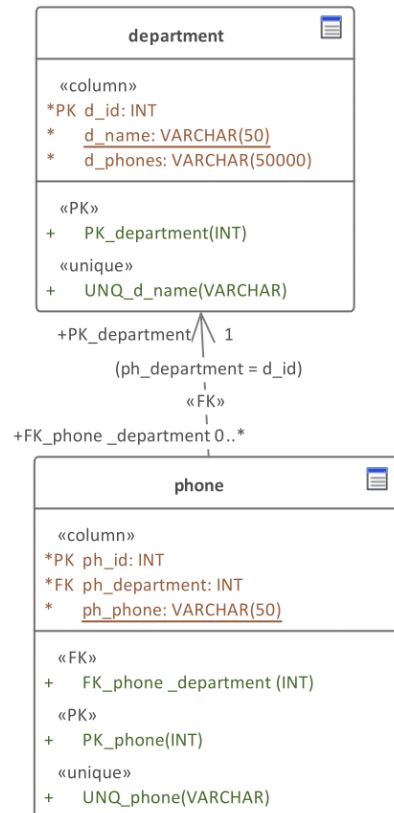 department
«column»
*PK d_id: INT
* d_name: VARCHAR(50)
* d_phones: VARCHAR(50000)
«PK»
+ PK_department(INT)
«unique»
+ UNQ_d_name(VARCHAR)
+PK_department 1
(ph_department = d_id)
«FK»
+FK_phone _department 0..*
phone
«column»
*PK ph_id: INT
*FK ph_department: INT
* ph_phone: VARCHAR(50)
«FK»
+ FK_phone _department (INT)
«PK»
+ PK_phone(INT)
«unique»
+ UNQ_phone(VARCHAR)